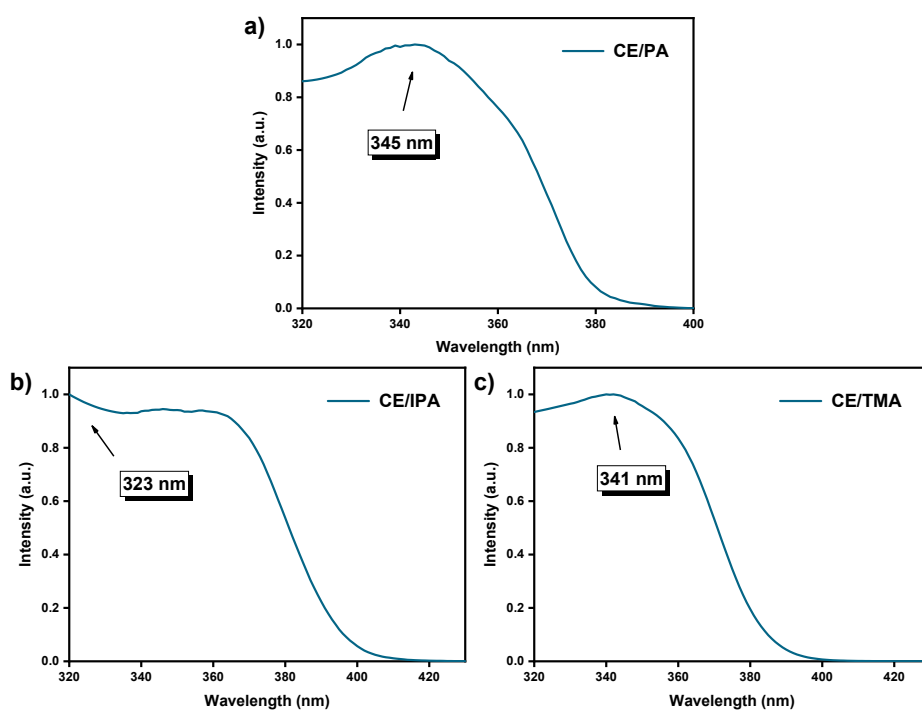 a)
CE/PA
345 nm
Intensity (a.u.)
1.0
0.8
0.6
0.4
0.2
0.0
320 340 360 380 400
Wavelength (nm)
b)
CE/IPA
323 nm
Intensity (a.u.)
1.0
0.8
0.6
0.4
0.2
0.0
320 340 360 380 400 420
Wavelength (nm)
c)
CE/TMA
341 nm
Intensity (a.u.)
1.0
0.8
0.6
0.4
0.2
0.0
320 340 360 380 400 420
Wavelength (nm)